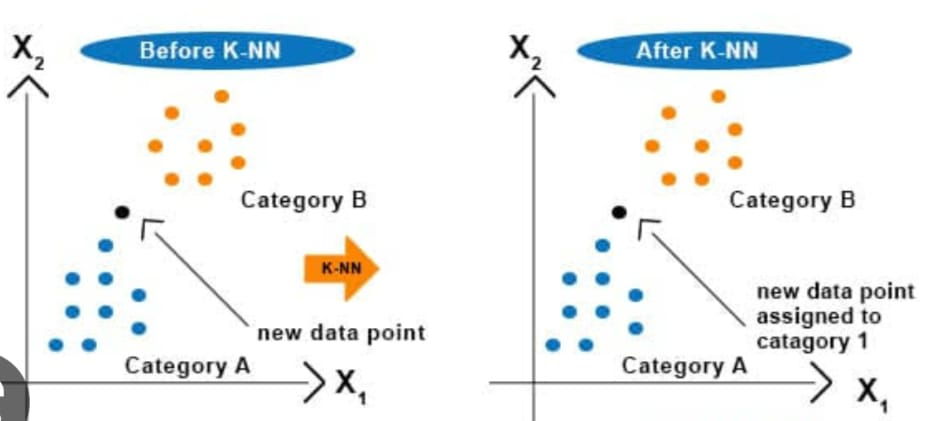 X2
Before K-NN
Category B
K-NN
new data point
Category A
X1
X2
After K-NN
Category B
new data point
assigned to
catagory 1
Category A
X1